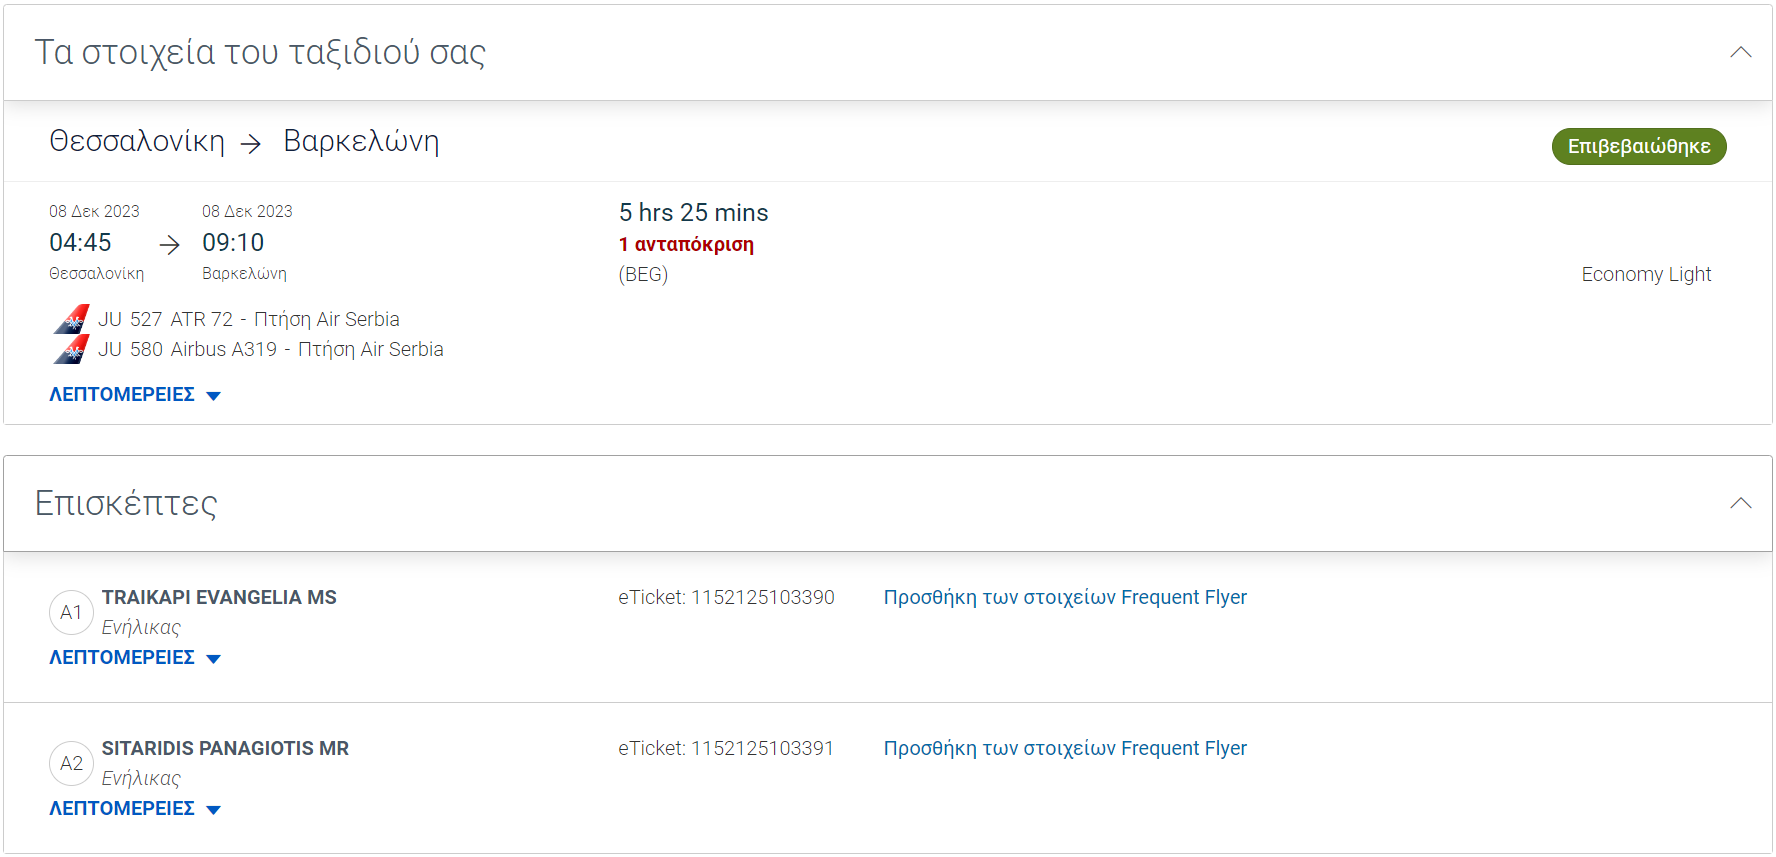 Τα στοιχεία του ταξιδιού σας
Θεσσαλονίκη → Βαρκελώνη
Επιβεβαιώθηκε
08 Δεκ 2023 08 Δεκ 2023
04:45 → 09:10
Θεσσαλονίκη Βαρκελώνη
5 hrs 25 mins
1 ανταπόκριση
(BEG)
Economy Light
JU 527 ATR 72 - Πτήση Air Serbia
JU 580 Airbus A319 - Πτήση Air Serbia
ΛΕΠΤΟΜΕΡΕΙΕΣ
Επισκέπτες
A1 TRAIKAPI EVANGELIA MS eTicket: 1152125103390 Προσθήκη των στοιχείων Frequent Flyer
Ενήλικας
ΛΕΠΤΟΜΕΡΕΙΕΣ
A2 SITARIDIS PANAGIOTIS MR eTicket: 1152125103391 Προσθήκη των στοιχείων Frequent Flyer
Ενήλικας
ΛΕΠΤΟΜΕΡΕΙΕΣ